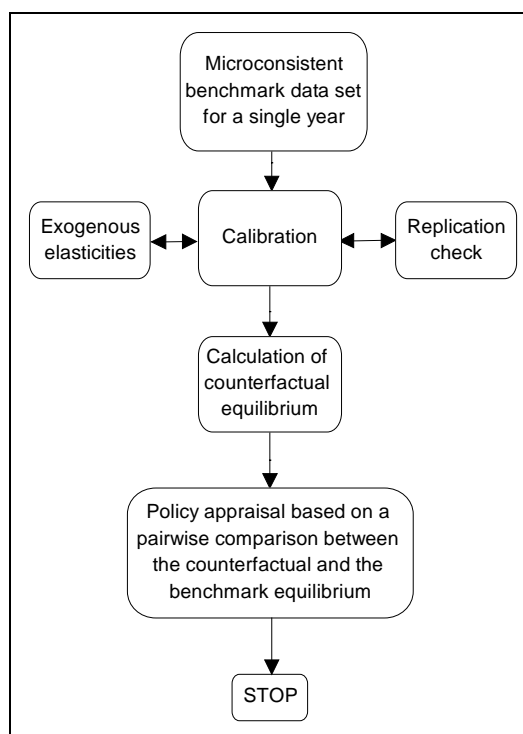 Microconsistent
benchmark data set
for a single year
Exogenous
elasticities
Calibration
Replication
check
Calculation of
counterfactual
equilibrium
Policy appraisal based on a
pairwise comparison between
the counterfactual and the
benchmark equilibrium
STOP